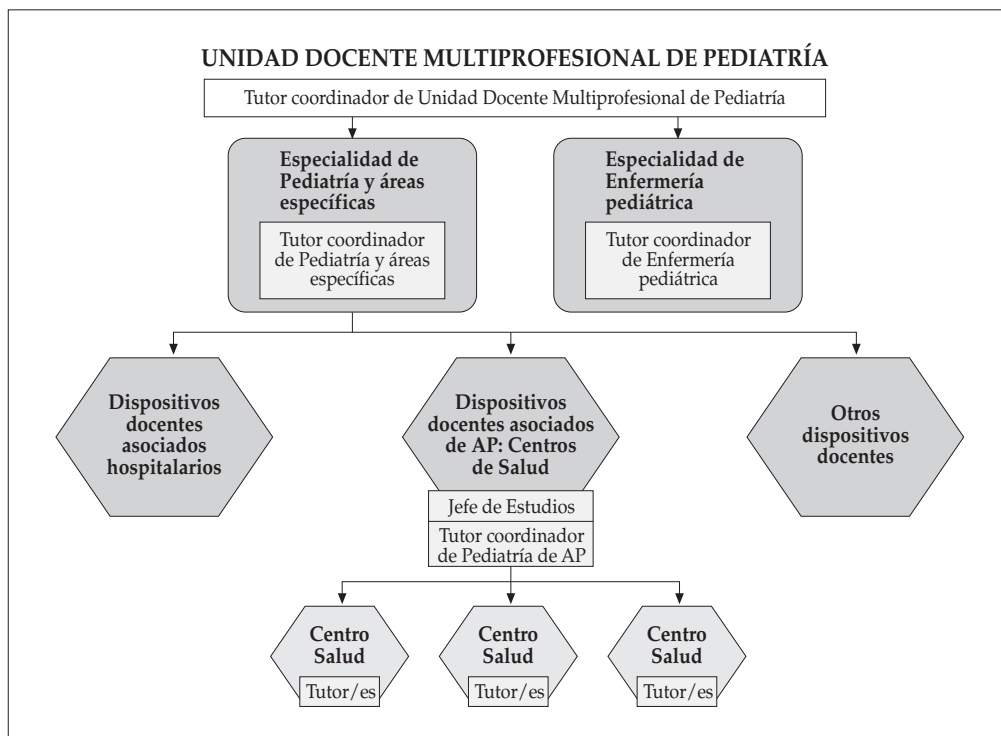 UNIDAD DOCENTE MULTIPROFESIONAL DE PEDIATRÍA
Tutor coordinador de Unidad Docente Multiprofesional de Pediatría
Especialidad de
Pediatría y áreas
específicas
Tutor coordinador
de Pediatría y áreas
específicas
Especialidad de
Enfermería
pediátrica
Tutor coordinador
de Enfermería
pediátrica
Dispositivos
docentes
asociados
hospitalarios
Dispositivos
docentes asociados
de AP: Centros
de Salud
Jefe de Estudios
Tutor coordinador
de Pediatría de AP
Otros
dispositivos
docentes
Centro
Salud
Tutor/es
Centro
Salud
Tutor/es
Centro
Salud
Tutor/es